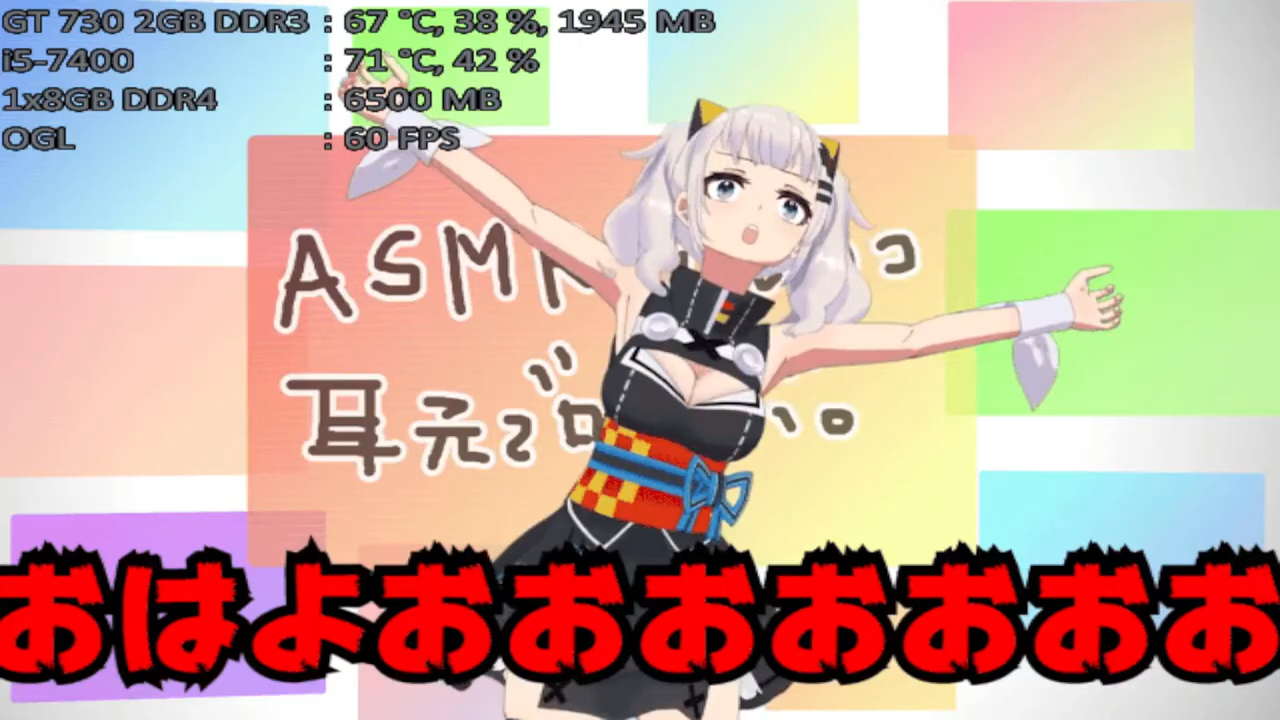 GT 730 2GB DDR3 : 67 °C, 38 %, 1945 MB
i5-7400 : 71 °C, 42 %
1x8GB DDR4 : 6500 MB
OGL : 60 FPS
ASM
耳元で
おはよおおおおおおお